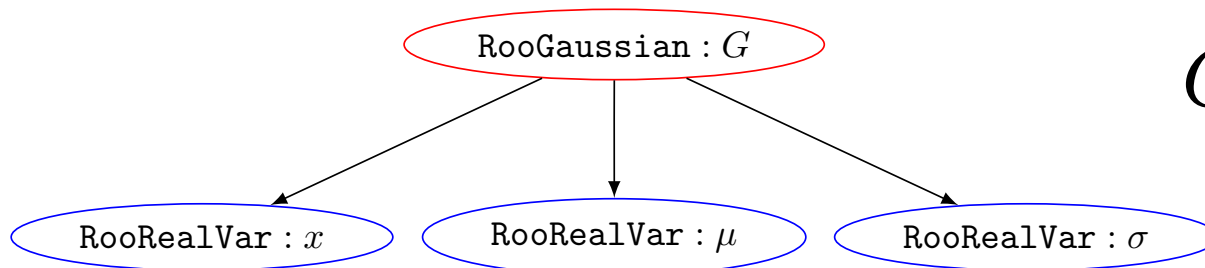 RooGaussian : G
RooRealVar : x
RooRealVar : μ
RooRealVar : σ